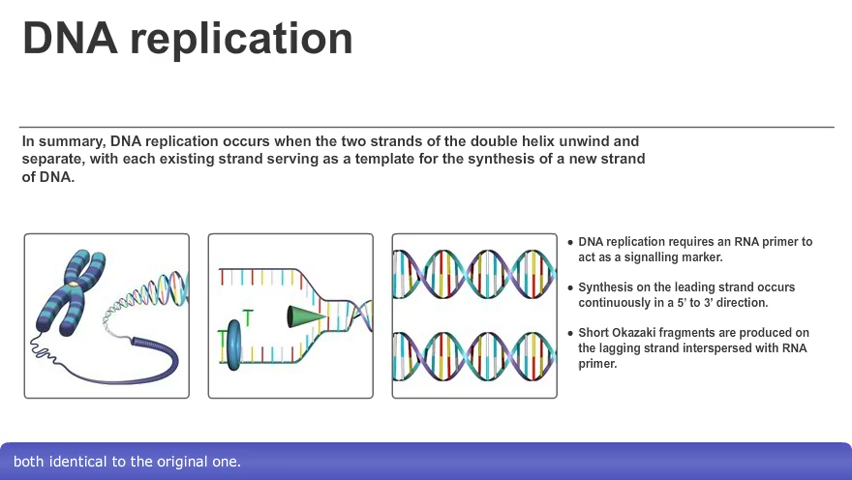 DNA replication
In summary, DNA replication occurs when the two strands of the double helix unwind and
separate, with each existing strand serving as a template for the synthesis of a new strand
of DNA.
T
T
● DNA replication requires an RNA primer to
act as a signalling marker.
● Synthesis on the leading strand occurs
continuously in a 5' to 3' direction.
● Short Okazaki fragments are produced on
the lagging strand interspersed with RNA
primer.
both identical to the original one.